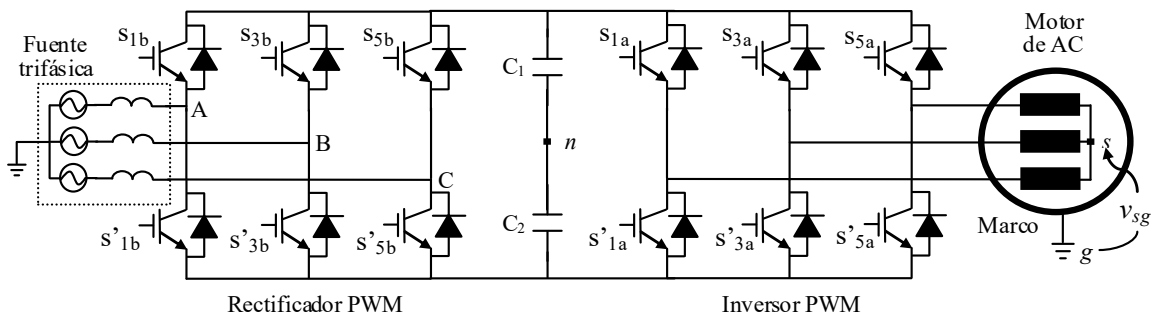 Fuente
trifásica
s1b
s3b
s5b
C1
s1a
s3a
s5a
Motor
de AC
A
B
C
n
s
s'1b
s'3b
s'5b
C2
s'1a
s'3a
s'5a
Marco
vsg
g
Rectificador PWM
Inversor PWM